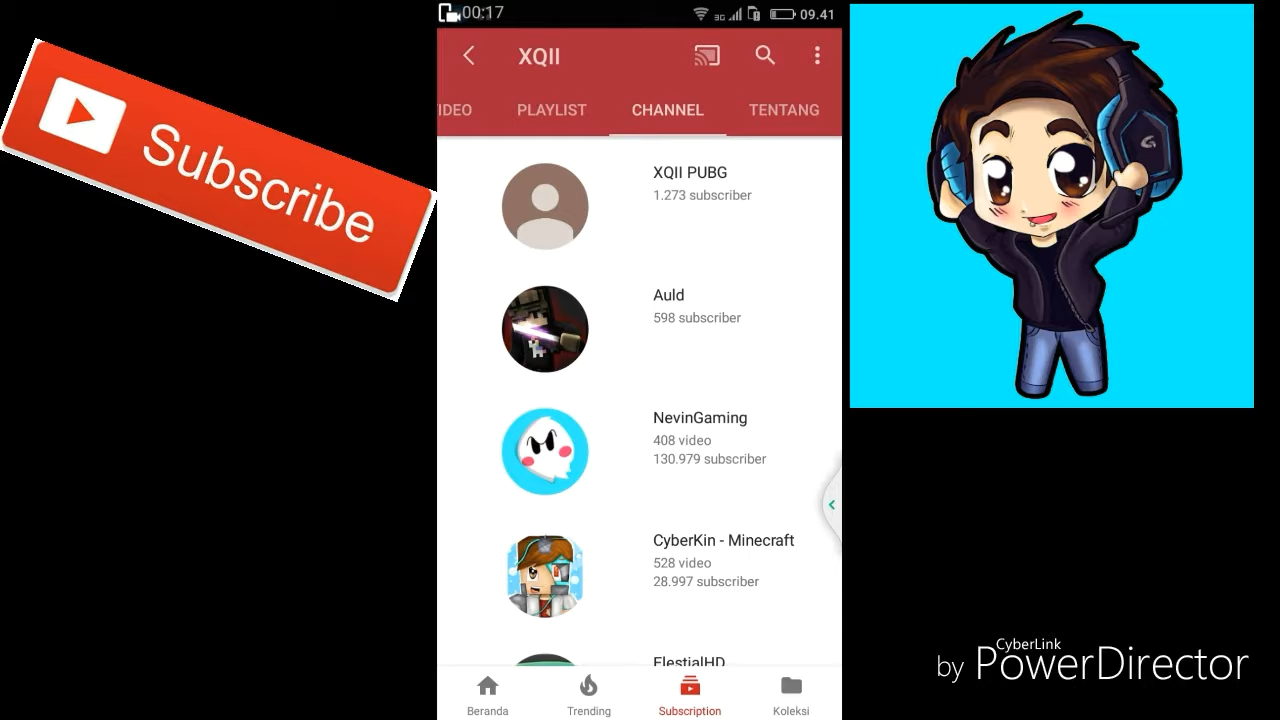 Subscribe
00:17
3G
09.41
XQII
IDEO
PLAYLIST
CHANNEL
TENTANG
XQII PUBG
1.273 subscriber
Auld
598 subscriber
NevinGaming
408 video
130.979 subscriber
CyberKin - Minecraft
528 video
28.997 subscriber
ElestialHD
Beranda
Trending
Subscription
Koleksi
G
CyberLink
by PowerDirector